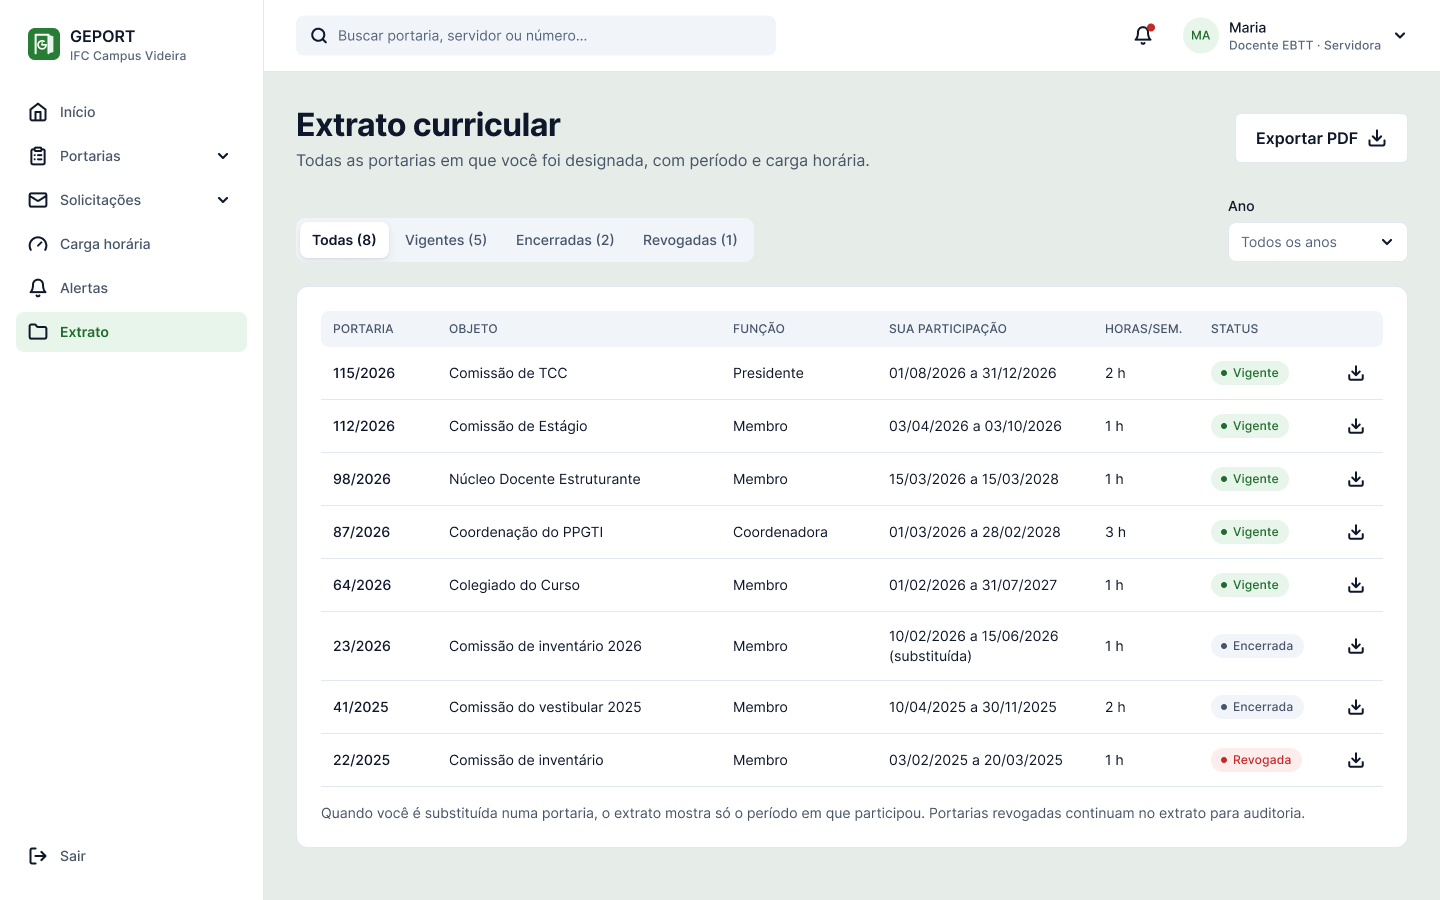 GEPORT
IFC Campus Videira
Início
Portarias
Solicitações
Carga horária
Alertas
Extrato
Sair
Buscar portaria, servidor ou número...
MA
Maria
Docente EBTT · Servidora
Extrato curricular
Todas as portarias em que você foi designada, com período e carga horária.
Exportar PDF
Todas (8) Vigentes (5) Encerradas (2) Revogadas (1)
Ano
Todos os anos
PORTARIA OBJETO FUNÇÃO SUA PARTICIPAÇÃO HORAS/SEM. STATUS
115/2026 Comissão de TCC Presidente 01/08/2026 a 31/12/2026 2 h Vigente
112/2026 Comissão de Estágio Membro 03/04/2026 a 03/10/2026 1 h Vigente
98/2026 Núcleo Docente Estruturante Membro 15/03/2026 a 15/03/2028 1 h Vigente
87/2026 Coordenação do PPGTI Coordenadora 01/03/2026 a 28/02/2028 3 h Vigente
64/2026 Colegiado do Curso Membro 01/02/2026 a 31/07/2027 1 h Vigente
23/2026 Comissão de inventário 2026 Membro 10/02/2026 a 15/06/2026 (substituída) 1 h Encerrada
41/2025 Comissão do vestibular 2025 Membro 10/04/2025 a 30/11/2025 2 h Encerrada
22/2025 Comissão de inventário Membro 03/02/2025 a 20/03/2025 1 h Revogada
Quando você é substituída numa portaria, o extrato mostra só o período em que participou. Portarias revogadas continuam no extrato para auditoria.